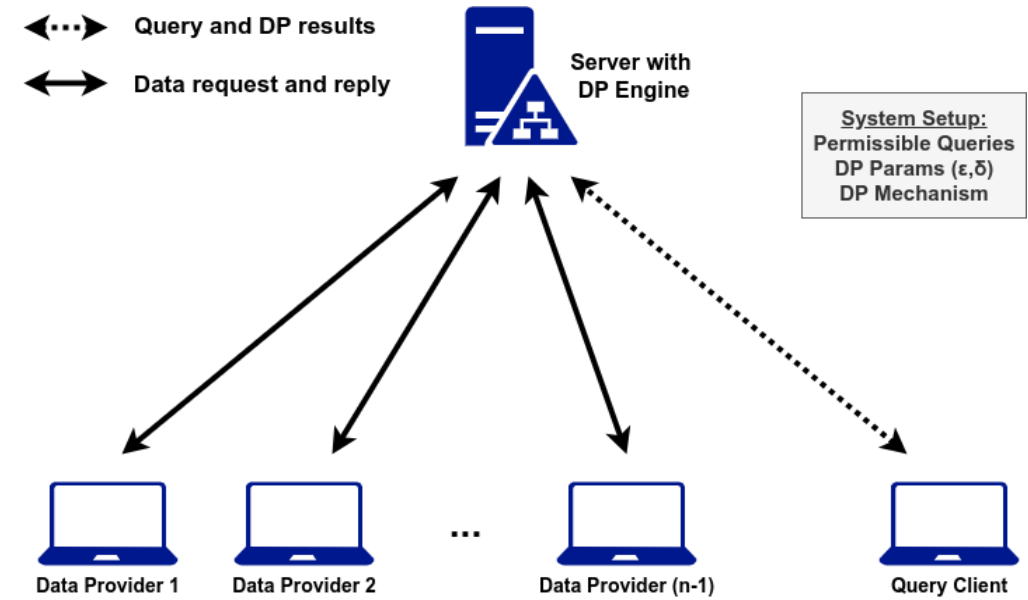 Query and DP results
Data request and reply
Server with
DP Engine
System Setup:
Permissible Queries
DP Params (ε,δ)
DP Mechanism
...
Data Provider 1
Data Provider 2
Data Provider (n-1)
Query Client